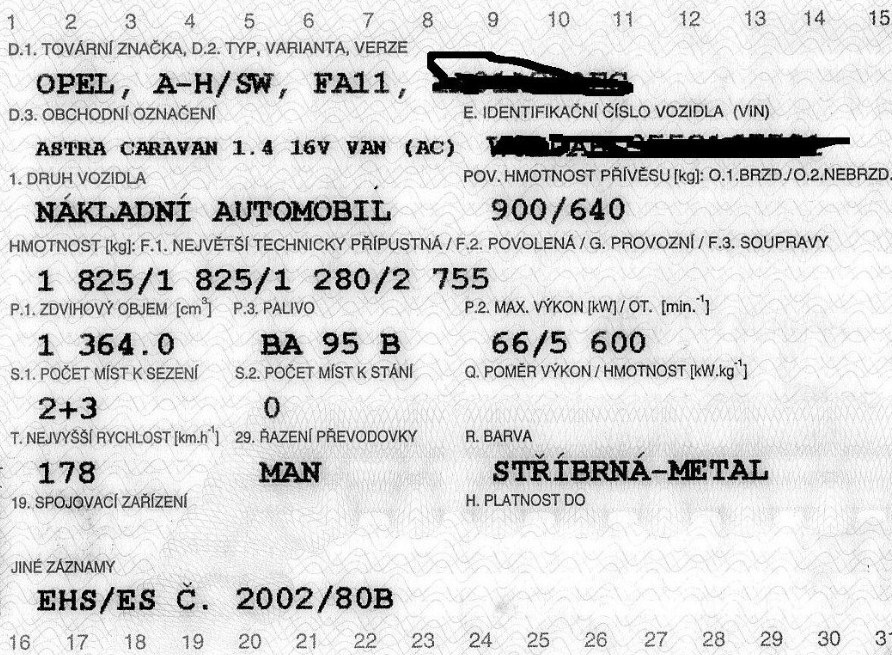 1 2 3 4 5 6 7 8 9 10 11 12 13 14 15
D.1. TOVÁRNÍ ZNAČKA, D.2. TYP, VARIANTA, VERZE
OPEL, A-H/SW, FA11,
D.3. OBCHODNÍ OZNAČENÍ E. IDENTIFIKAČNÍ ČÍSLO VOZIDLA (VIN)
ASTRA CARAVAN 1.4 16V VAN (AC)
1. DRUH VOZIDLA POV. HMOTNOST PŘÍVĚSU [kg]: O.1.BRZD./O.2.NEBRZD.
NÁKLADNÍ AUTOMOBIL 900/640
HMOTNOST [kg]: F.1. NEJVĚTŠÍ TECHNICKY PŘÍPUSTNÁ / F.2. POVOLENÁ / G. PROVOZNÍ / F.3. SOUPRAVY
1 825/1 825/1 280/2 755
P.1. ZDVIHOVÝ OBJEM [cm³] P.3. PALIVO P.2. MAX. VÝKON [kW] / OT. [min.⁻¹]
1 364.0 BA 95 B 66/5 600
S.1. POČET MÍST K SEZENÍ S.2. POČET MÍST K STÁNÍ Q. POMĚR VÝKON / HMOTNOST [kW.kg⁻¹]
2+3 0
T. NEJVYŠŠÍ RYCHLOST [km.h⁻¹] 29. ŘAZENÍ PŘEVODOVKY R. BARVA
178 MAN STŘÍBRNÁ-METAL
19. SPOJOVACÍ ZAŘÍZENÍ H. PLATNOST DO
JINÉ ZÁZNAMY
EHS/ES Č. 2002/80B
16 17 18 19 20 21 22 23 24 25 26 27 28 29 30 31